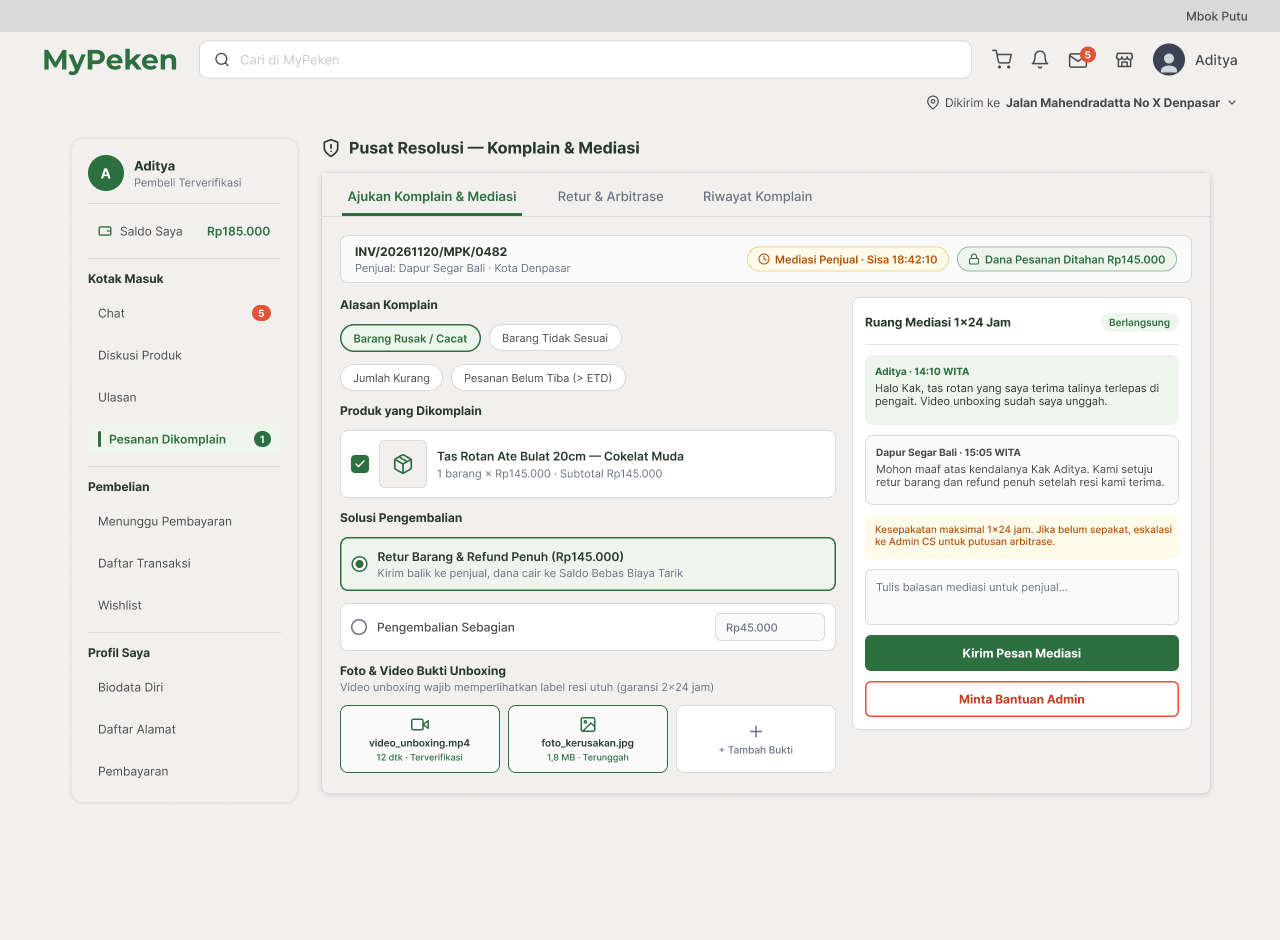 Mbok Putu
MyPeken
Cari di MyPeken
5
Aditya
Dikirim ke Jalan Mahendradatta No X Denpasar
A
Aditya
Pembeli Terverifikasi
Saldo Saya Rp185.000
Kotak Masuk
Chat 5
Diskusi Produk
Ulasan
Pesanan Dikomplain 1
Pembelian
Menunggu Pembayaran
Daftar Transaksi
Wishlist
Profil Saya
Biodata Diri
Daftar Alamat
Pembayaran
Pusat Resolusi — Komplain & Mediasi
Ajukan Komplain & Mediasi Retur & Arbitrase Riwayat Komplain
INV/20261120/MPK/0482
Penjual: Dapur Segar Bali · Kota Denpasar
Mediasi Penjual · Sisa 18:42:10
Dana Pesanan Ditahan Rp145.000
Alasan Komplain
Barang Rusak / Cacat Barang Tidak Sesuai
Jumlah Kurang Pesanan Belum Tiba (> ETD)
Produk yang Dikomplain
Tas Rotan Ate Bulat 20cm — Cokelat Muda
1 barang × Rp145.000 · Subtotal Rp145.000
Solusi Pengembalian
Retur Barang & Refund Penuh (Rp145.000)
Kirim balik ke penjual, dana cair ke Saldo Bebas Biaya Tarik
Pengembalian Sebagian Rp45.000
Foto & Video Bukti Unboxing
Video unboxing wajib memperlihatkan label resi utuh (garansi 2×24 jam)
video_unboxing.mp4
12 dtk · Terverifikasi
foto_kerusakan.jpg
1,8 MB · Terunggah
+ Tambah Bukti
Ruang Mediasi 1×24 Jam Berlangsung
Aditya · 14:10 WITA
Halo Kak, tas rotan yang saya terima talinya terlepas di
pengait. Video unboxing sudah saya unggah.
Dapur Segar Bali · 15:05 WITA
Mohon maaf atas kendalanya Kak Aditya. Kami setuju
retur barang dan refund penuh setelah resi kami terima.
Kesepakatan maksimal 1×24 jam. Jika belum sepakat, eskalasi
ke Admin CS untuk putusan arbitrase.
Tulis balasan mediasi untuk penjual...
Kirim Pesan Mediasi
Minta Bantuan Admin